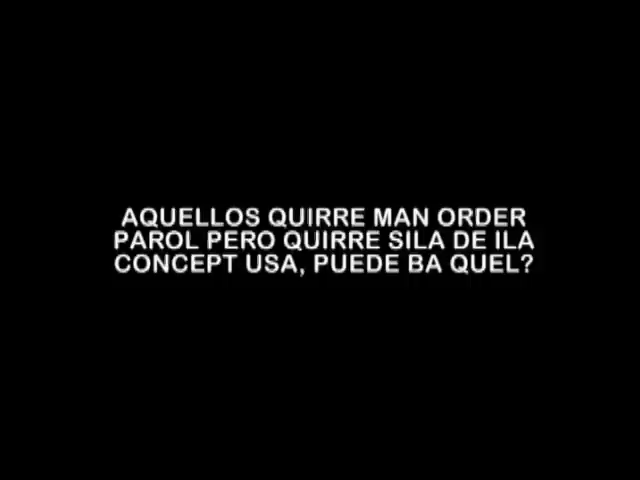 AQUELLOS QUIRRE MAN ORDER
PAROL PERO QUIRRE SILA DE ILA
CONCEPT USA, PUEDE BA QUEL?